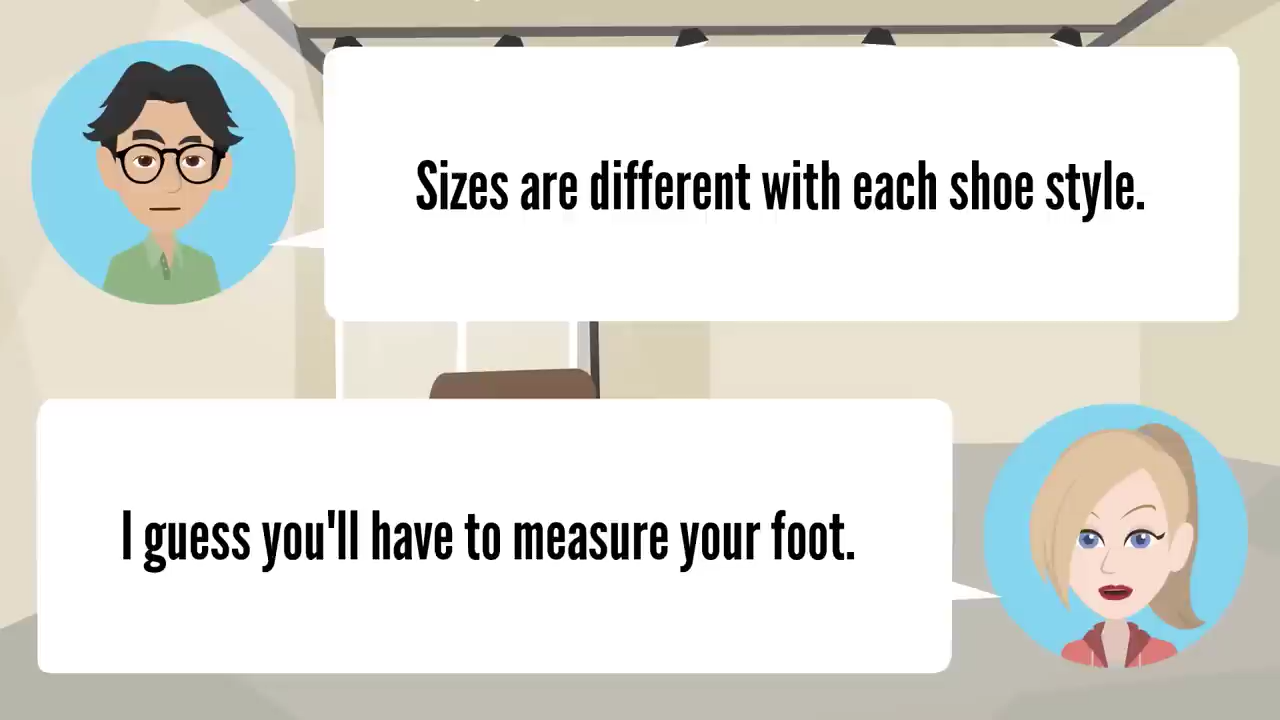 Sizes are different with each shoe style.
I guess you'll have to measure your foot.